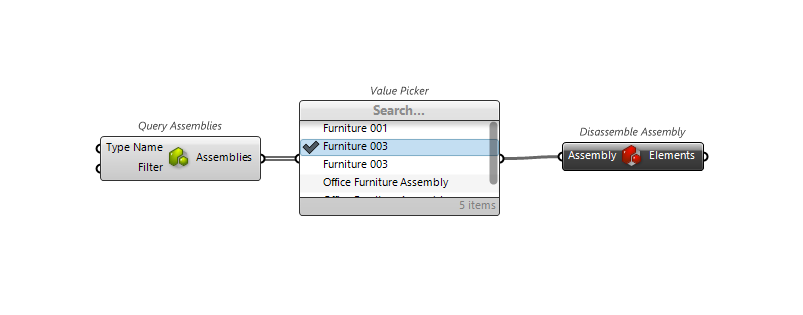 Value Picker
Search...
Query Assemblies
Furniture 001
Disassemble Assembly
Type Name
Filter
Assemblies
Furniture 003
Furniture 003
Assembly
Elements
Office Furniture Assembly
5 items